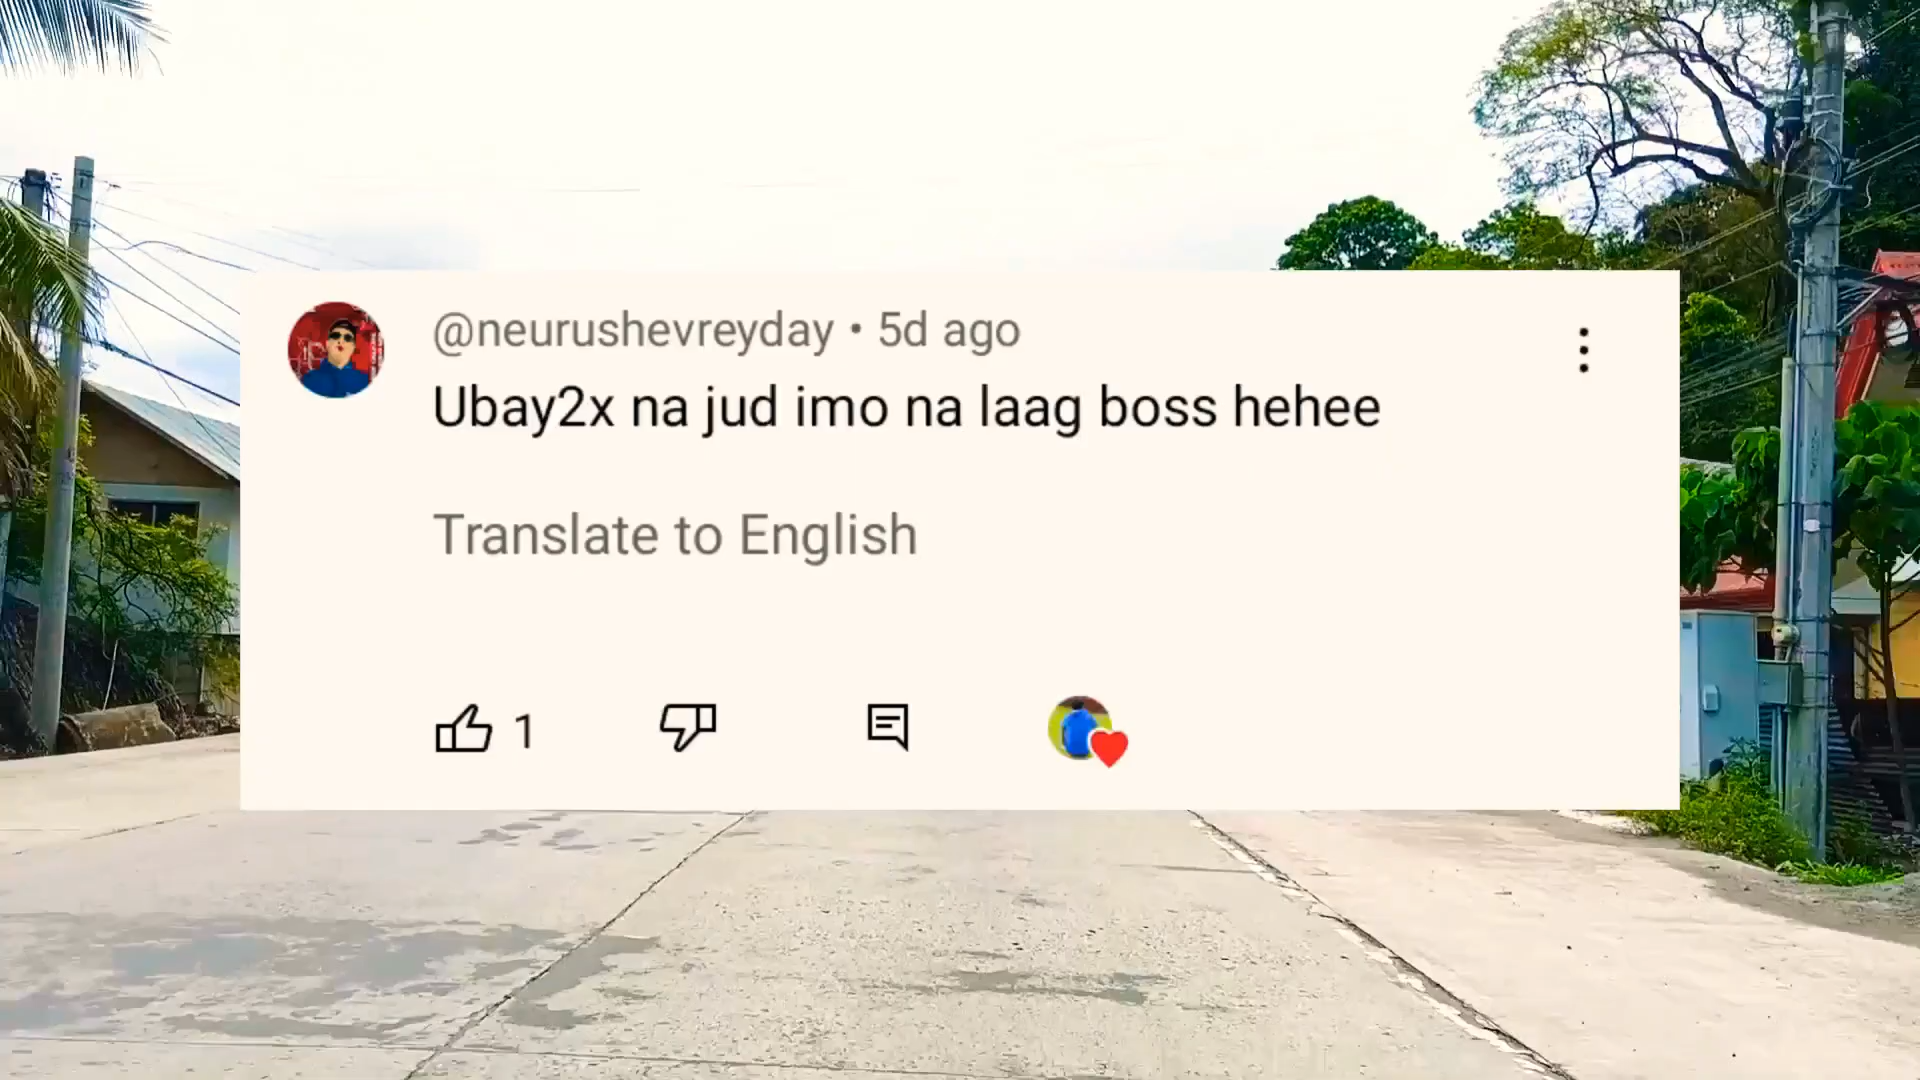 @neurushevreyday • 5d ago
Ubay2x na jud imo na laag boss hehee
Translate to English
1